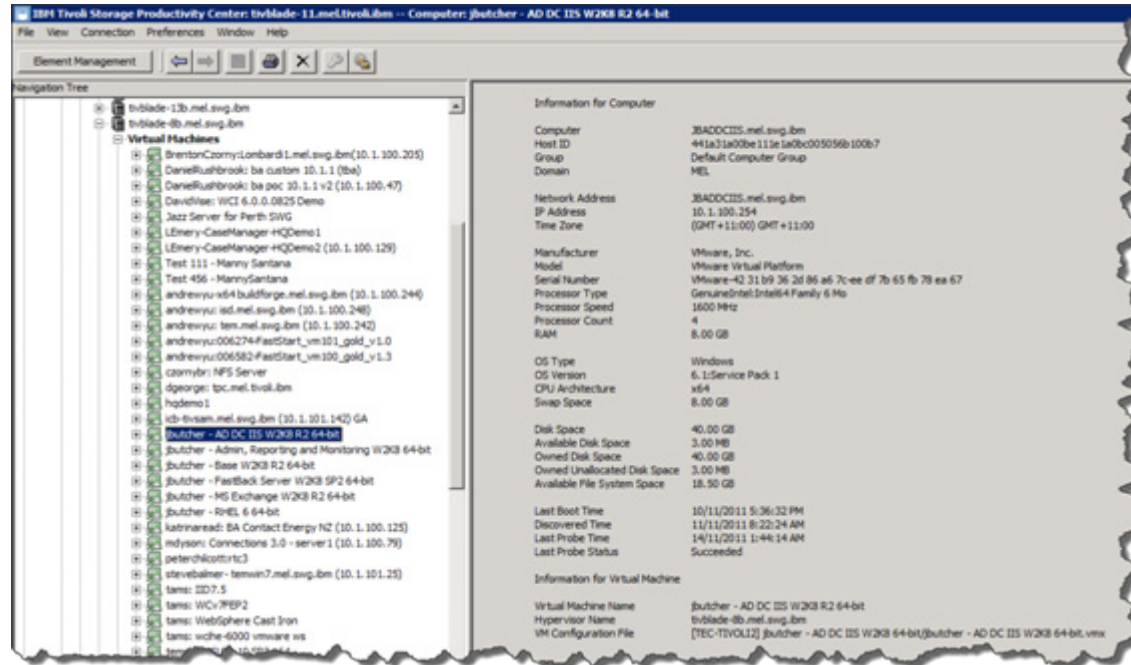 IBM Tivoli Storage Productivity Center: tivblade-11.mel.tivoli.ibm -- Computer: jbutcher - AD DC IIS W2K8 R2 64-bit
File View Connection Preferences Window Help
Element Management
Navigation Tree
tivblade-13b.mel.swg.ibm
tivblade-8b.mel.swg.ibm
Virtual Machines
BrentonCzorny:Lombardi1.mel.swg.ibm(10.1.100.205)
DanielRushbrook: ba custom 10.1.1 (tba)
DanielRushbrook: ba poc 10.1.1 v2 (10.1.100.47)
DavidWise: WCI 6.0.0.0825 Demo
Jazz Server for Perth SWG
LEmery-CaseManager-HQDemo1
LEmery-CaseManager-HQDemo2 (10.1.100.129)
Test 111 - Manny Santana
Test 456 - MannySantana
andrewyu-x64 buildforge.mel.swg.ibm (10.1.100.244)
andrewyu: isd.mel.swg.ibm (10.1.100.248)
andrewyu: tem.mel.swg.ibm (10.1.100.242)
andrewyu:006274-FastStart_vm101_gold_v1.0
andrewyu:006582-FastStart_vm100_gold_v1.3
czornybr: NFS Server
dgeorge: tpc.mel.tivoli.ibm
hqdemo1
icb-tivsam.mel.swg.ibm (10.1.101.142) GA
jbutcher - AD DC IIS W2K8 R2 64-bit
jbutcher - Admin, Reporting and Monitoring W2K8 64-bit
jbutcher - Base W2K8 R2 64-bit
jbutcher - FastBack Server W2K8 SP2 64-bit
jbutcher - MS Exchange W2K8 R2 64-bit
jbutcher - RHEL 6 64-bit
katrinaread: BA Contact Energy NZ (10.1.100.125)
mdyson: Connections 3.0 - server1 (10.1.100.79)
peterchilcott:rtc3
stevebalmer - temwin7.mel.swg.ibm (10.1.101.25)
tams: IID7.5
tams: WCv7FEP2
tams: WebSphere Cast Iron
tams: wcihe-6000 vmware ws
Information for Computer
Computer JBADDCIIS.mel.swg.ibm
Host ID 441a31a00be111e1a0bc005056b100b7
Group Default Computer Group
Domain MEL
Network Address JBADDCIIS.mel.swg.ibm
IP Address 10.1.100.254
Time Zone (GMT+11:00) GMT+11:00
Manufacturer VMware, Inc.
Model VMware Virtual Platform
Serial Number VMware-42 31 b9 36 2d 86 a6 7c-ee df 7b 65 fb 78 ea 67
Processor Type GenuineIntel:Intel64 Family 6 Mo
Processor Speed 1600 MHz
Processor Count 4
RAM 8.00 GB
OS Type Windows
OS Version 6.1:Service Pack 1
CPU Architecture x64
Swap Space 8.00 GB
Disk Space 40.00 GB
Available Disk Space 3.00 MB
Owned Disk Space 40.00 GB
Owned Unallocated Disk Space 3.00 MB
Available File System Space 18.50 GB
Last Boot Time 10/11/2011 5:36:32 PM
Discovered Time 11/11/2011 8:22:24 AM
Last Probe Time 14/11/2011 1:44:14 AM
Last Probe Status Succeeded
Information for Virtual Machine
Virtual Machine Name jbutcher - AD DC IIS W2K8 R2 64-bit
Hypervisor Name tivblade-8b.mel.swg.ibm
VM Configuration File [TEC-TIVOLI2] jbutcher - AD DC IIS W2K8 64-bit/jbutcher - AD DC IIS W2K8 64-bit.vmx